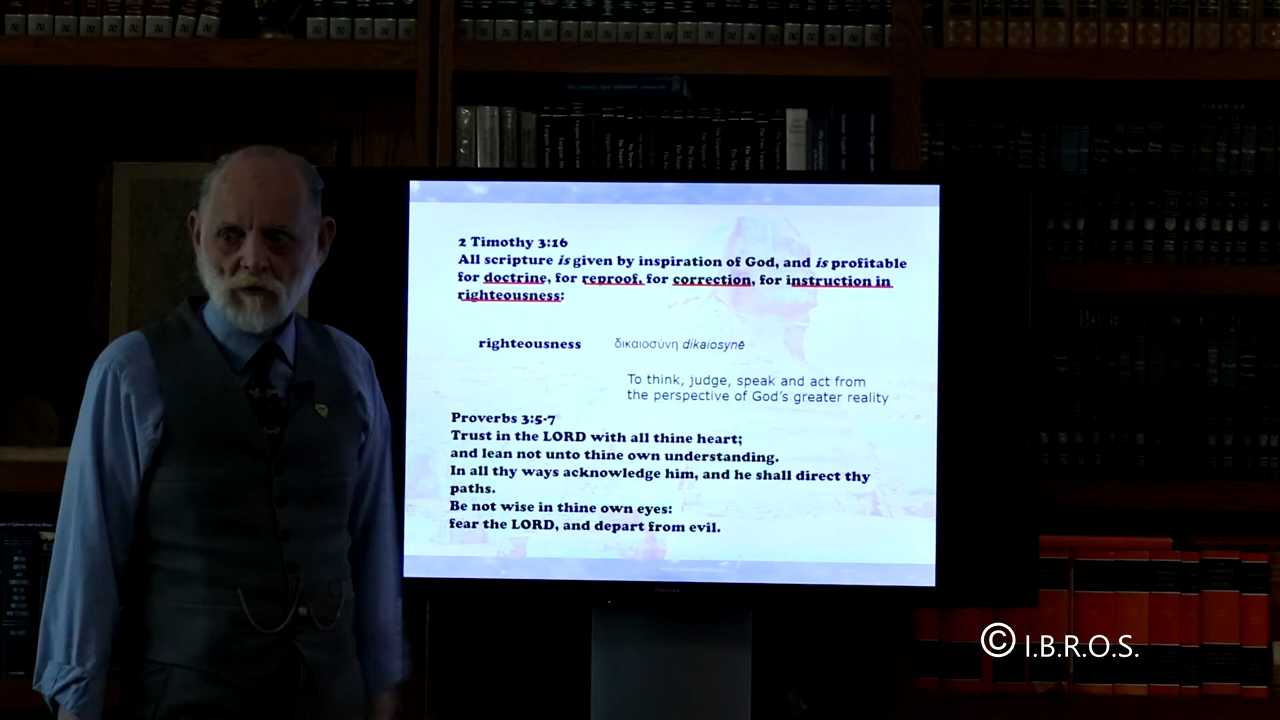 2 Timothy 3:16
All scripture is given by inspiration of God, and is profitable
for doctrine, for reproof, for correction, for instruction in
righteousness:
righteousness δικαιοσύνη dikaiosynē
To think, judge, speak and act from
the perspective of God's greater reality
Proverbs 3:5-7
Trust in the LORD with all thine heart;
and lean not unto thine own understanding.
In all thy ways acknowledge him, and he shall direct thy
paths.
Be not wise in thine own eyes:
fear the LORD, and depart from evil.
© I.B.R.O.S.